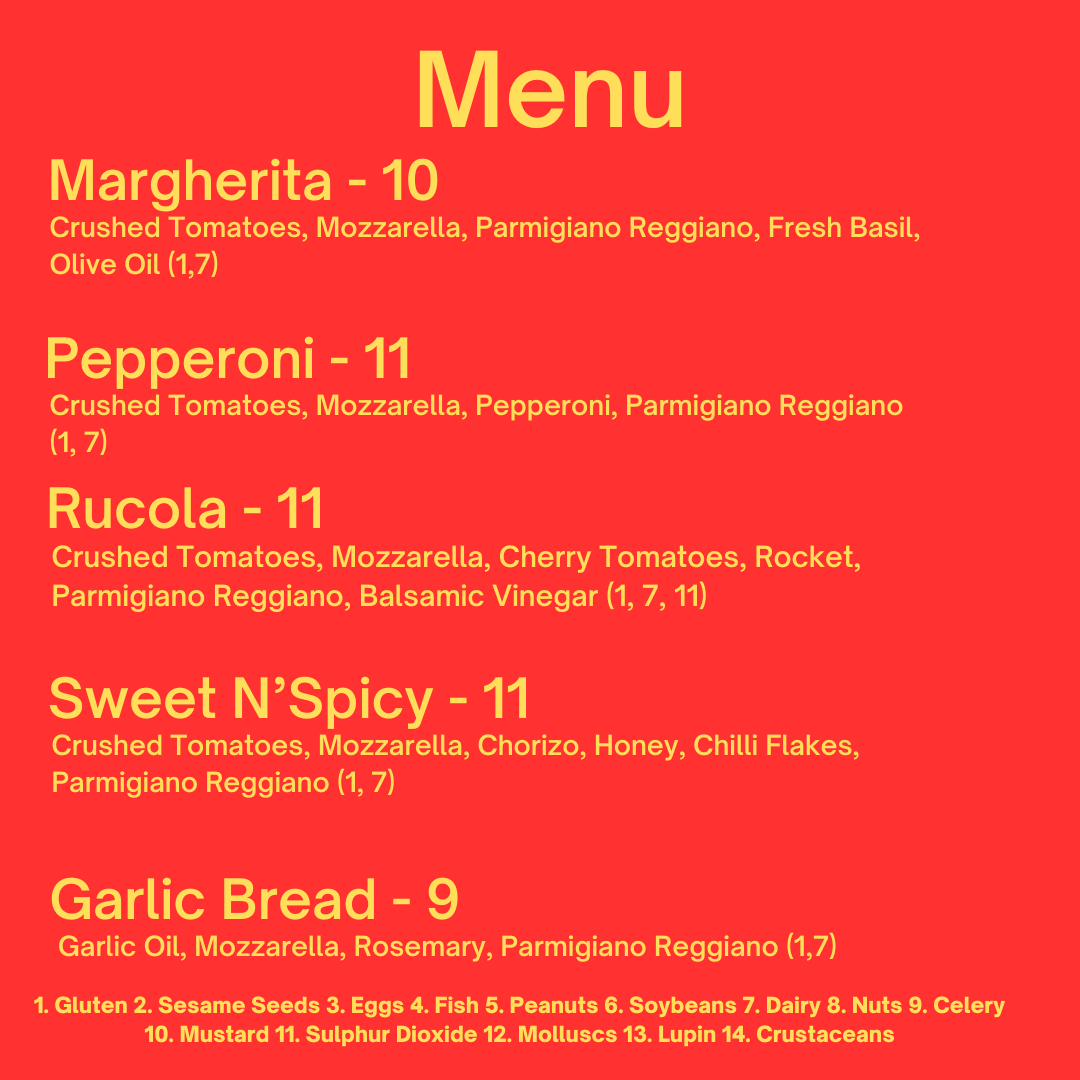 Menu
Margherita - 10
Crushed Tomatoes, Mozzarella, Parmigiano Reggiano, Fresh Basil,
Olive Oil (1,7)
Pepperoni - 11
Crushed Tomatoes, Mozzarella, Pepperoni, Parmigiano Reggiano
(1, 7)
Rucola - 11
Crushed Tomatoes, Mozzarella, Cherry Tomatoes, Rocket,
Parmigiano Reggiano, Balsamic Vinegar (1, 7, 11)
Sweet N’Spicy - 11
Crushed Tomatoes, Mozzarella, Chorizo, Honey, Chilli Flakes,
Parmigiano Reggiano (1, 7)
Garlic Bread - 9
Garlic Oil, Mozzarella, Rosemary, Parmigiano Reggiano (1,7)
1. Gluten 2. Sesame Seeds 3. Eggs 4. Fish 5. Peanuts 6. Soybeans 7. Dairy 8. Nuts 9. Celery
10. Mustard 11. Sulphur Dioxide 12. Molluscs 13. Lupin 14. Crustaceans